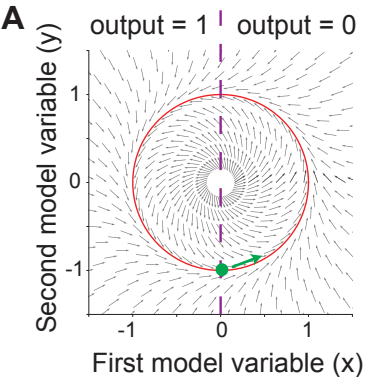 A
output = 1
output = 0
Second model variable (y)
1
0
-1
-1
0
1
First model variable (x)